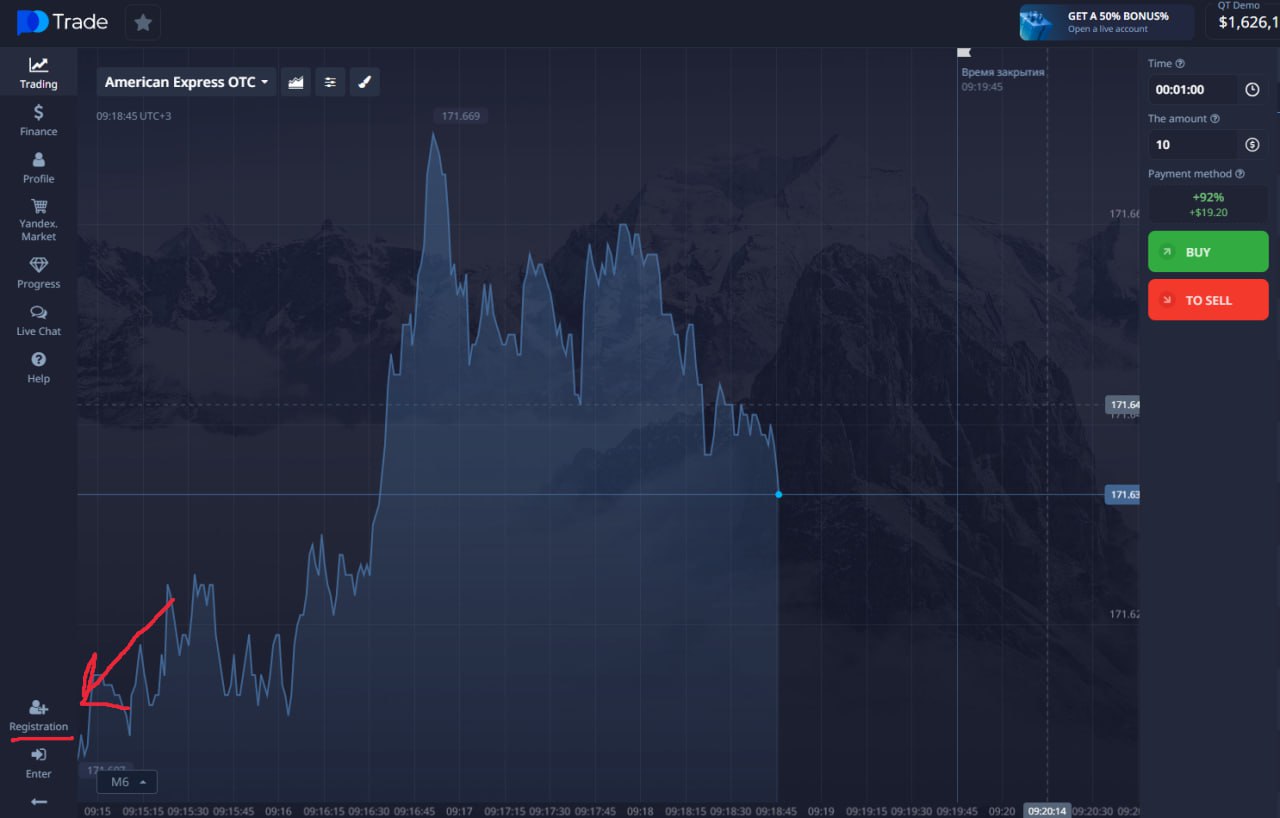 Trade
GET A 50% BONUS%
Open a live account
QT Demo
$1,626,1
Trading
Finance
Profile
Yandex.
Market
Progress
Live Chat
Help
Registration
Enter
American Express OTC
09:18:45 UTC+3
171.669
Время закрытия
09:19:45
171.66
171.64
171.63
171.62
171.607
M6
09:15
09:15:15
09:15:30
09:15:45
09:16
09:16:15
09:16:30
09:16:45
09:17
09:17:15
09:17:30
09:17:45
09:18
09:18:15
09:18:30
09:18:45
09:19
09:19:15
09:19:30
09:19:45
09:20
09:20:14
09:20:30
Time
00:01:00
The amount
10
Payment method
+92%
+$19.20
BUY
TO SELL